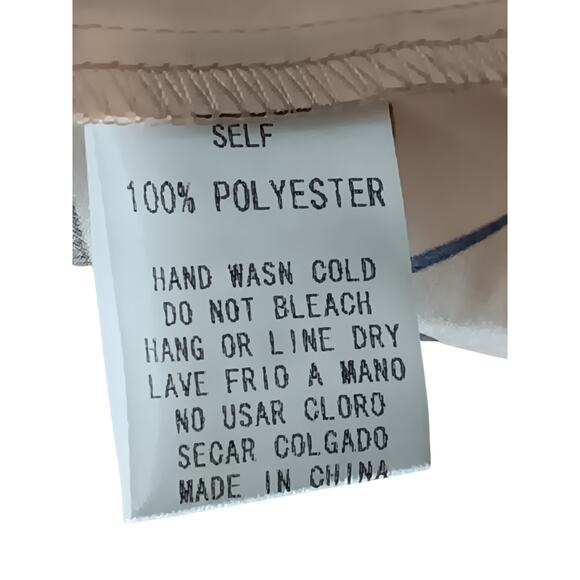 SELF
100% POLYESTER
HAND WASN COLD
DO NOT BLEACH
HANG OR LINE DRY
LAVE FRIO A MANO
NO USAR CLORO
SECAR COLGADO
MADE IN CHINA